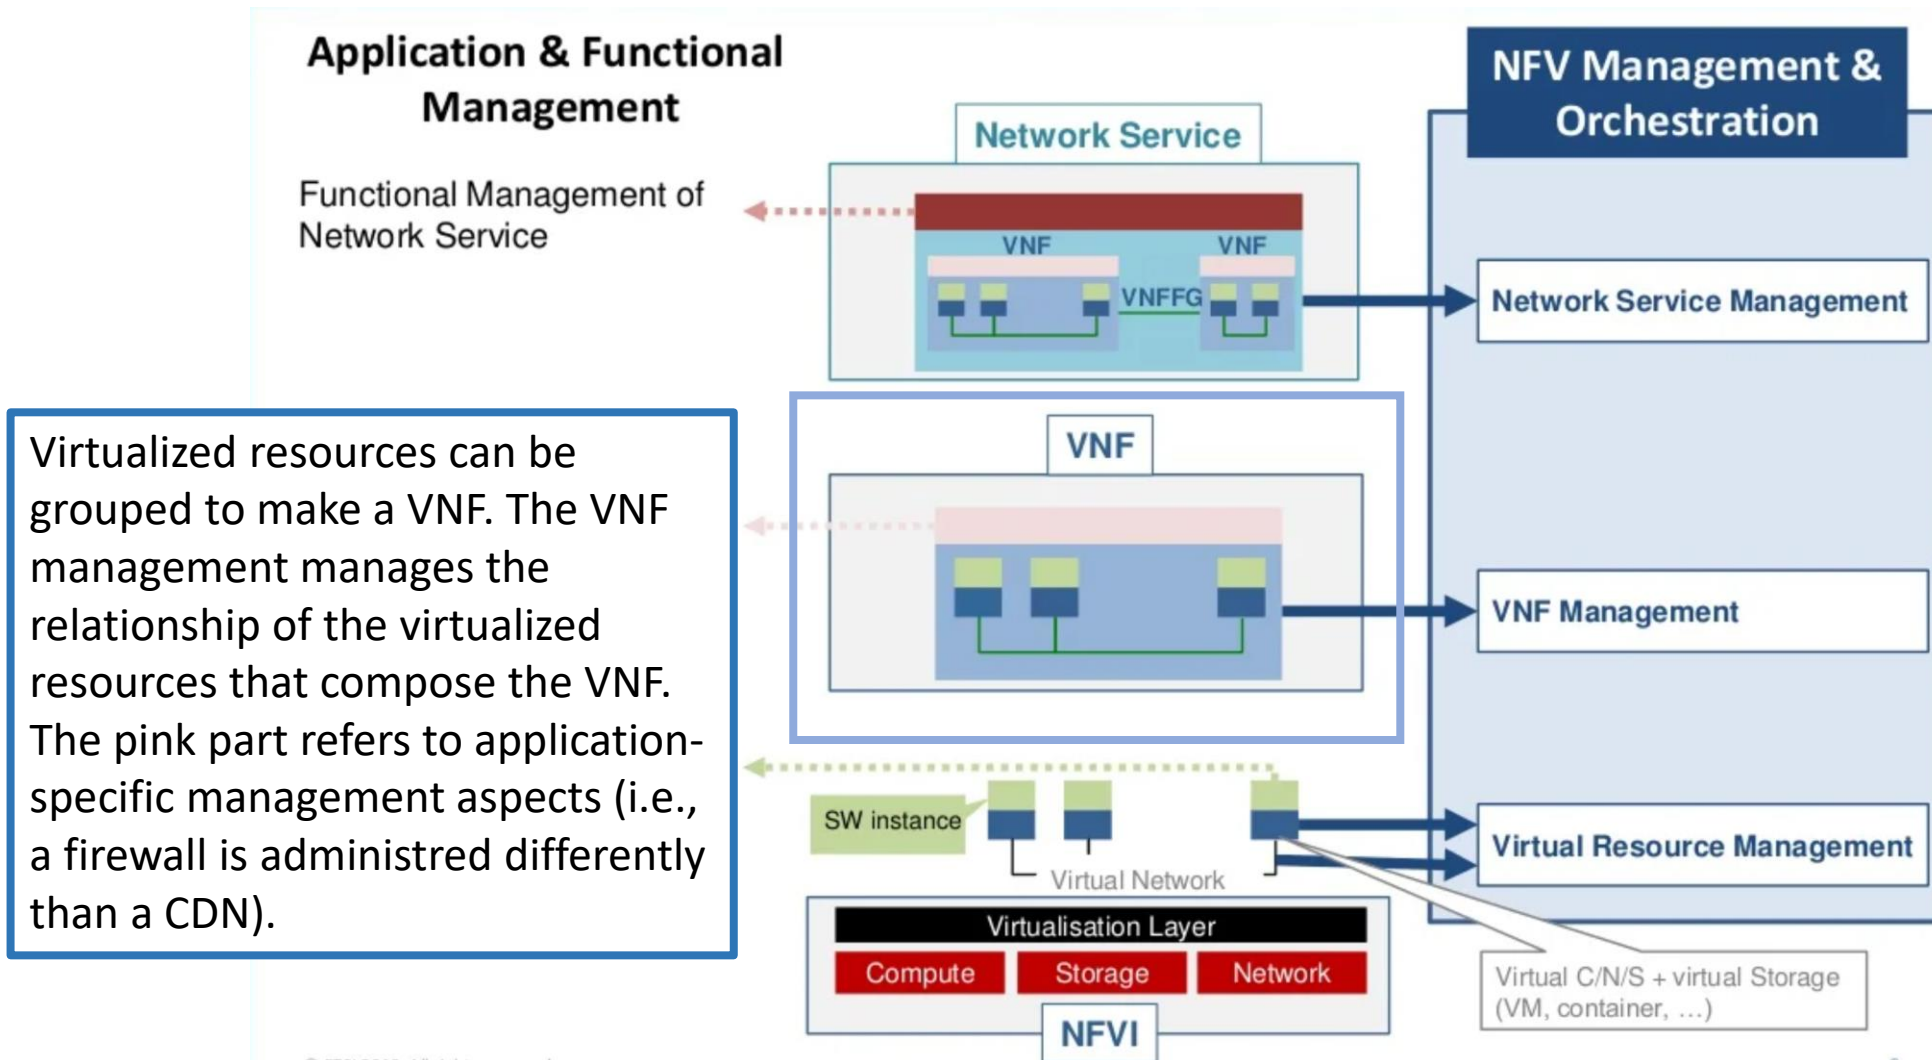 Application & Functional
Management
NFV Management &
Orchestration
Network Service
Functional Management of
Network Service
VNF
VNF
VNFFG
Network Service Management
VNF
Virtualized resources can be
grouped to make a VNF. The VNF
management manages the
relationship of the virtualized
resources that compose the VNF.
The pink part refers to application-
specific management aspects (i.e.,
a firewall is administred differently
than a CDN).
VNF Management
SW instance
Virtual Network
Virtual Resource Management
Virtualisation Layer
Compute
Storage
Network
NFVI
Virtual C/N/S + virtual Storage
(VM, container, …)